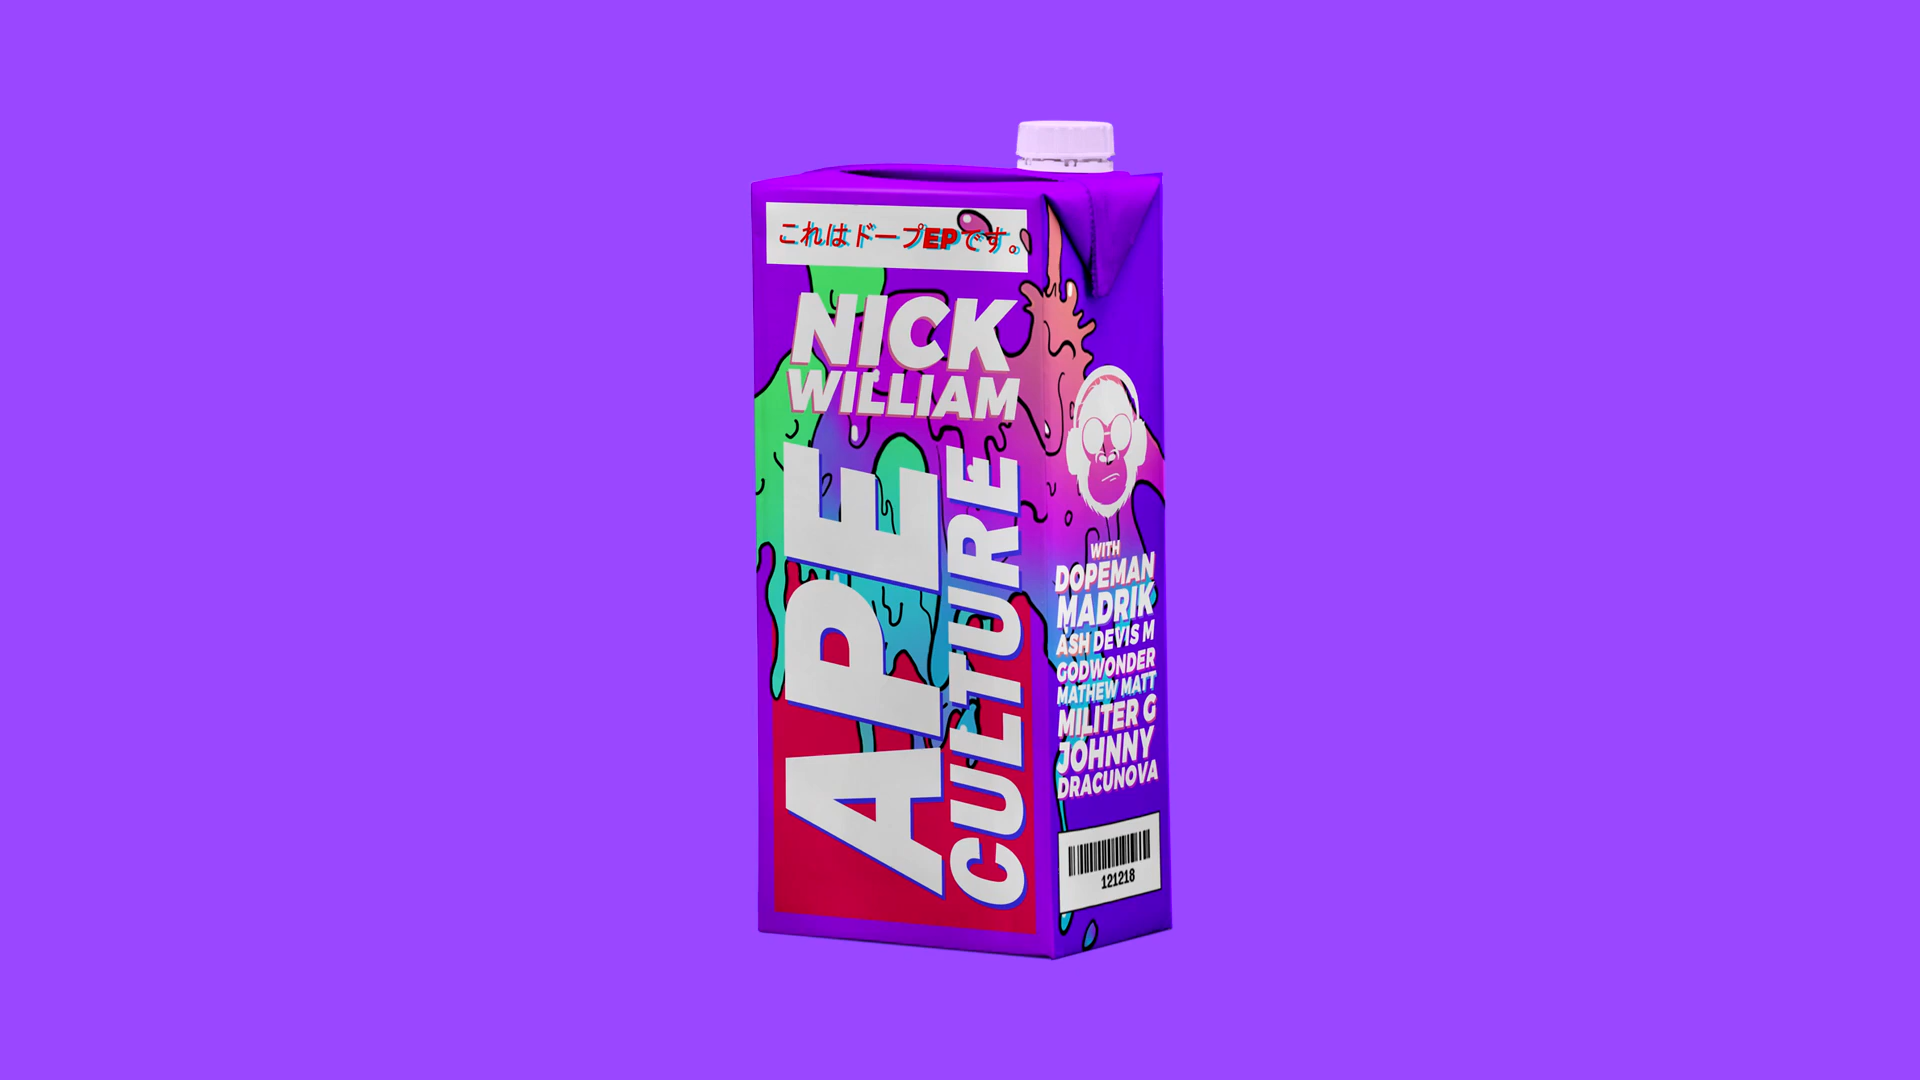 これはドープEPです。
NICK
WILLIAM
APE
CULTURE
WITH
DOPEMAN
MADRIK
ASH DEVIS M
GODWONDER
MATHEW MATT
MILITER G
JOHNNY
DRACUNOVA
121218